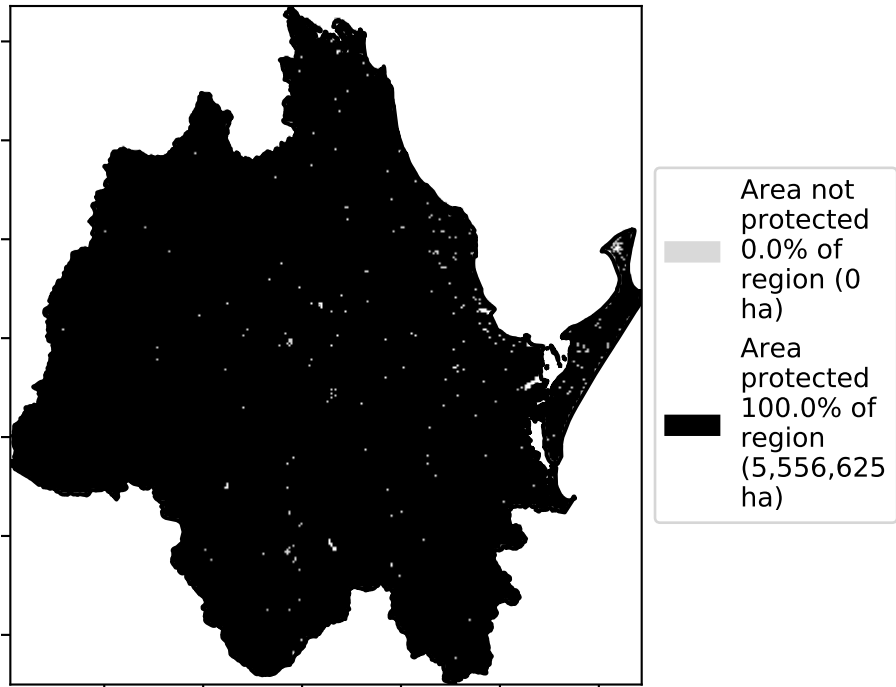 Area not
protected
0.0% of
region (0
ha)
Area
protected
100.0% of
region
(5,556,625
ha)